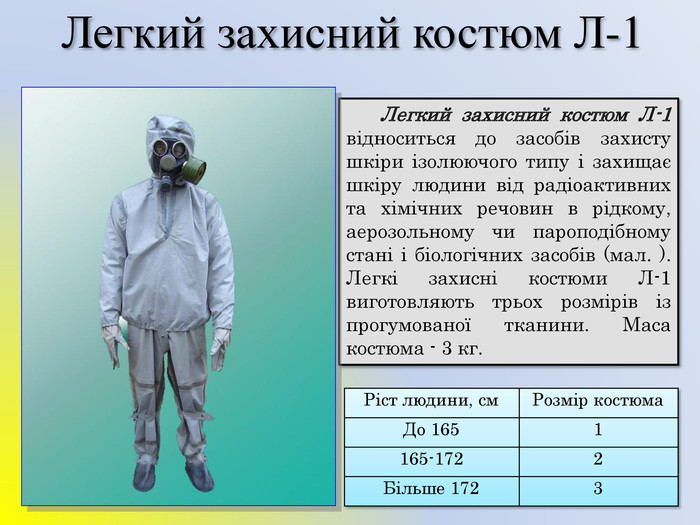 Легкий захисний костюм Л-1
Легкий захисний костюм Л-1
відноситься до засобів захисту
шкіри ізолюючого типу і захищає
шкіру людини від радіоактивних
та хімічних речовин в рідкому,
аерозольному чи пароподібному
стані і біологічних засобів (мал. ).
Легкі захисні костюми Л-1
виготовляють трьох розмірів із
прогумованої тканини. Маса
костюма - 3 кг.
Ріст людини, см Розмір костюма
До 165 1
165-172 2
Більше 172 3